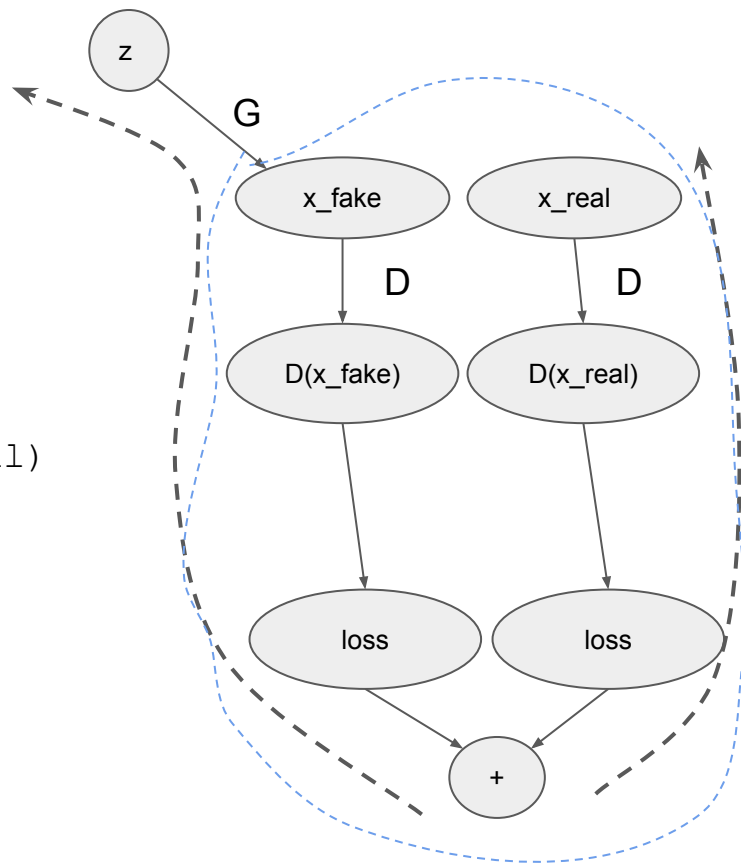 z
G
x_fake
x_real
D
D
D(x_fake)
D(x_real)
l)
loss
loss
+